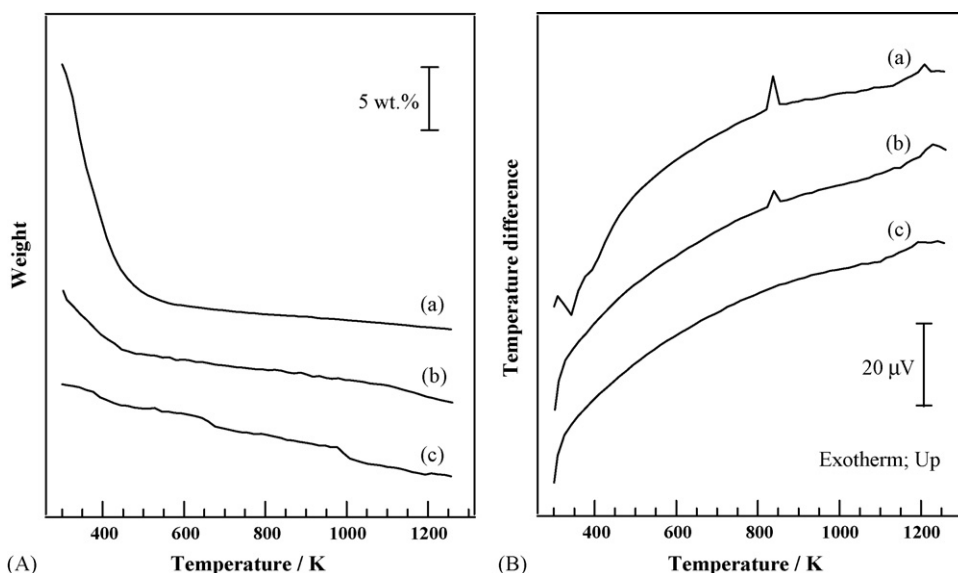 5 wt.%
Weight
(a)
(b)
(c)
400 600 800 1000 1200
(A)
Temperature / K
(a)
(b)
(c)
Temperature difference
20 μV
Exotherm; Up
400 600 800 1000 1200
(B)
Temperature / K